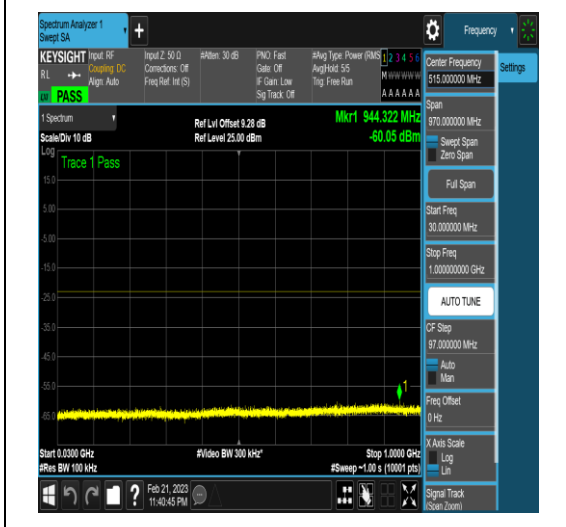 Spectrum Analyzer 1
Swept SA
Frequency
KEYSIGHT
RL
Input: RF
Coupling: DC
Align: Auto
Input Z: 50 Ω
Corrections: Off
Freq Ref: Int (S)
#Atten: 30 dB
PNO: Fast
Gate: Off
IF Gain: Low
Sig Track: Off
#Avg Type: Power (RMS
Avg|Hold: 5/5
Trig: Free Run
1 2 3 4 5 6
M W W W W W
A A A A A A
PASS
1 Spectrum
Scale/Div 10 dB
Ref Lvl Offset 9.28 dB
Ref Level 25.00 dBm
Mkr1 944.322 MHz
-60.05 dBm
Log
Trace 1 Pass
15.0
5.00
-5.00
-15.0
-25.0
-35.0
-45.0
-55.0
-65.0
1
Start 0.0300 GHz
#Res BW 100 kHz
#Video BW 300 kHz*
Stop 1.0000 GHz
#Sweep ~1.00 s (10001 pts)
Feb 21, 2023
11:40:45 PM
Center Frequency
515.000000 MHz
Settings
Span
970.000000 MHz
Swept Span
Zero Span
Full Span
Start Freq
30.000000 MHz
Stop Freq
1.000000000 GHz
AUTO TUNE
CF Step
97.000000 MHz
Auto
Man
Freq Offset
0 Hz
X Axis Scale
Log
Lin
Signal Track
(Span Zoom)